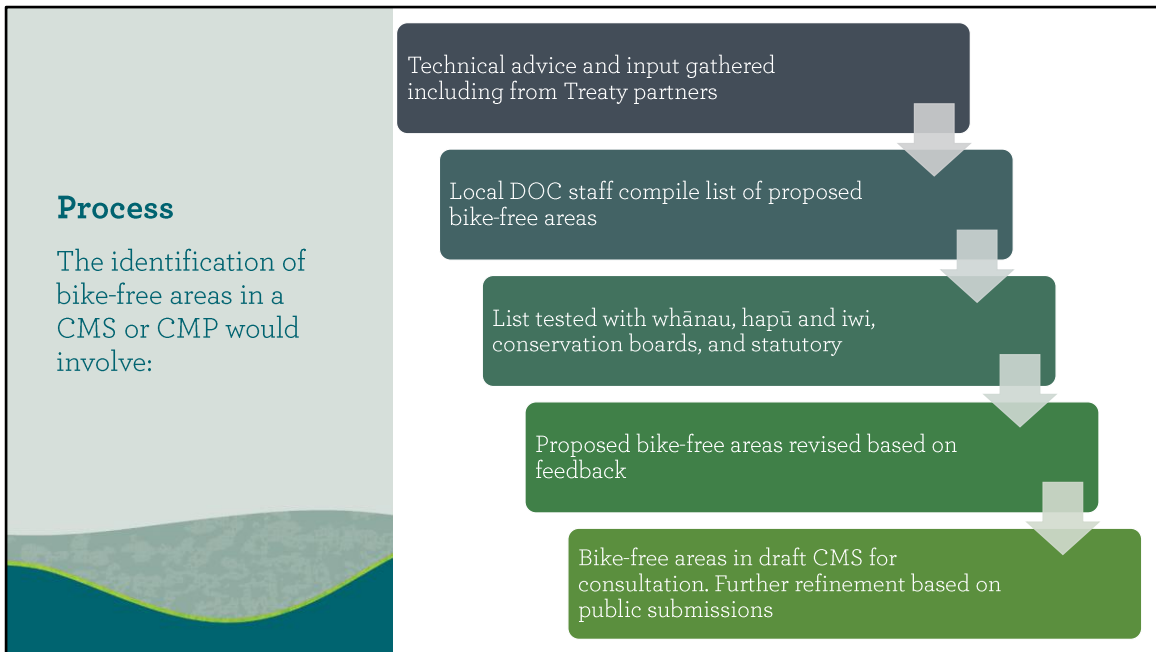 Process
The identification of
bike-free areas in a
CMS or CMP would
involve:
Technical advice and input gathered
including from Treaty partners
Local DOC staff compile list of proposed
bike-free areas
List tested with whānau, hapū and iwi,
conservation boards, and statutory
Proposed bike-free areas revised based on
feedback
Bike-free areas in draft CMS for
consultation. Further refinement based on
public submissions